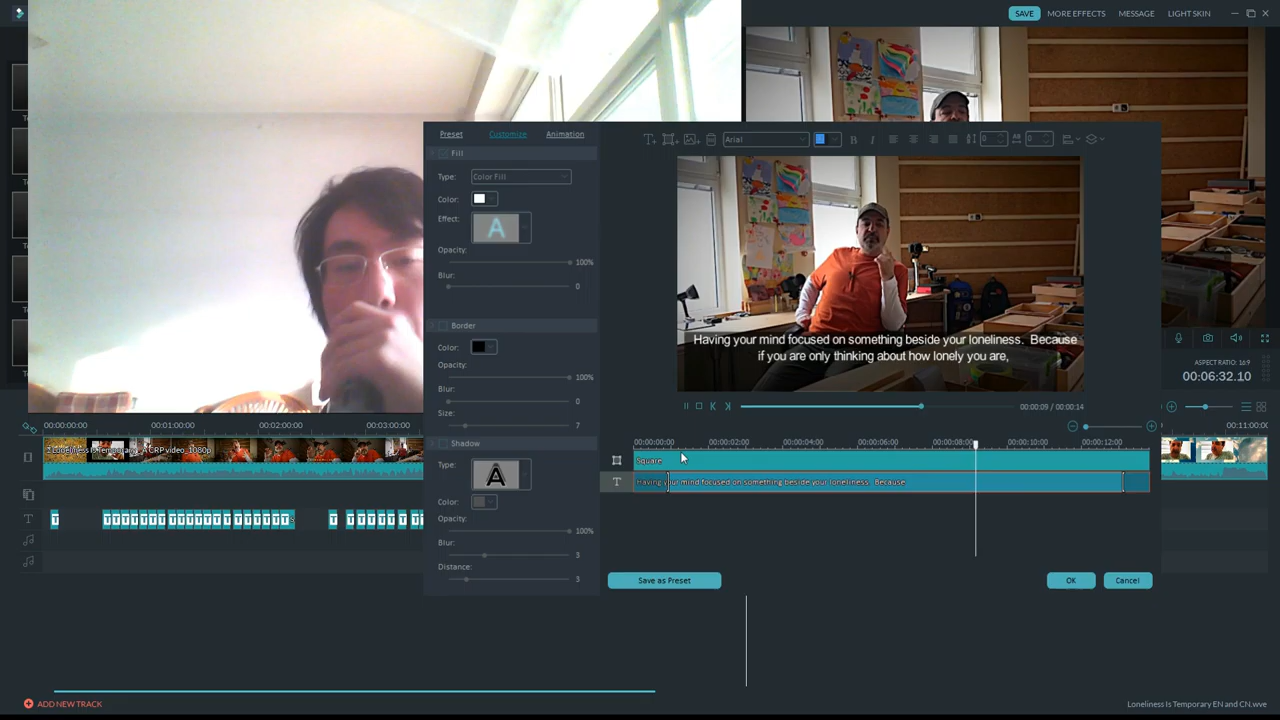 SAVE MORE EFFECTS MESSAGE LIGHT SKIN
Preset Customize Animation
Arial
B I
0
AB
0
Fill
Type: Color Fill
Color:
Effect: A
Opacity:
100%
Blur:
0
Border
Color:
Opacity:
100%
Blur:
0
Size:
7
Shadow
Type: A
Color:
Opacity:
100%
Blur:
3
Distance:
3
Having your mind focused on something beside your loneliness. Because
if you are only thinking about how lonely you are,
00:00:09 / 00:00:14
00:00:00:00 00:00:02:00 00:00:04:00 00:00:06:00 00:00:08:00 00:00:10:00 00:00:12:00
Square
T Having your mind focused on something beside your loneliness. Because
Save as Preset OK Cancel
ASPECT RATIO: 16:9
00:06:32.10
00:00:00:00 00:01:00:00 00:02:00:00 00:03:00:00 00:11:00:00
ADD NEW TRACK
Loneliness Is Temporary EN and CN.wve